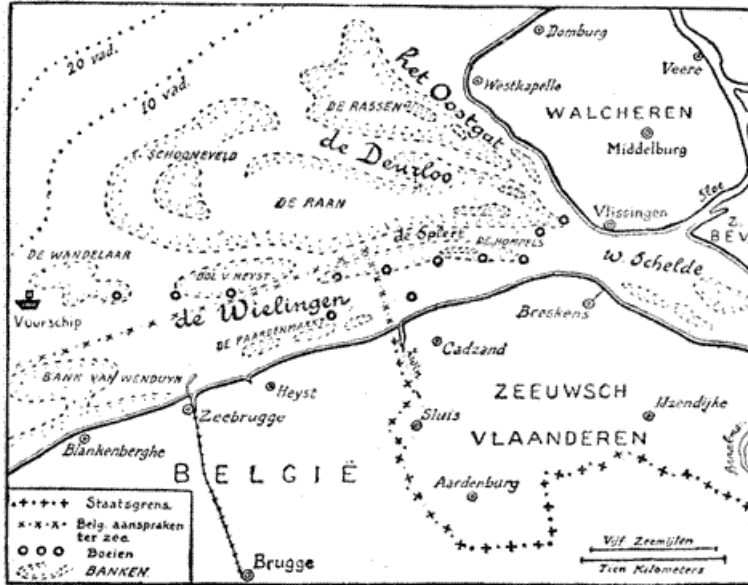 20 vad.
10 vad.
het Oostgat
Domburg
Veere
Westkapelle
DE RASSEN
WALCHEREN
Middelburg
SCHOONEVELD
de Deurloo
Sloe
DE RAAN
Vlissingen
Z. BEV
de Spleet
DE HOMPELS
DE WANDELAAR
BOL V. HEYST
W. Schelde
Vuurschip
de Wielingen
DE PAARDENMARKT
Breskens
Cadzand
Zwin
BANK VAN WENDUYN
Heyst
ZEEUWSCH
IJzendijke
Zeebrugge
Sluis
VLAANDEREN
Blankenberghe
BELGIË
Aardenburg
Staatsgrens.
Belg. aanspraken
ter zee.
Boeien
BANKEN.
Brugge
Vijf Zeemijlen
Tien Kilometers